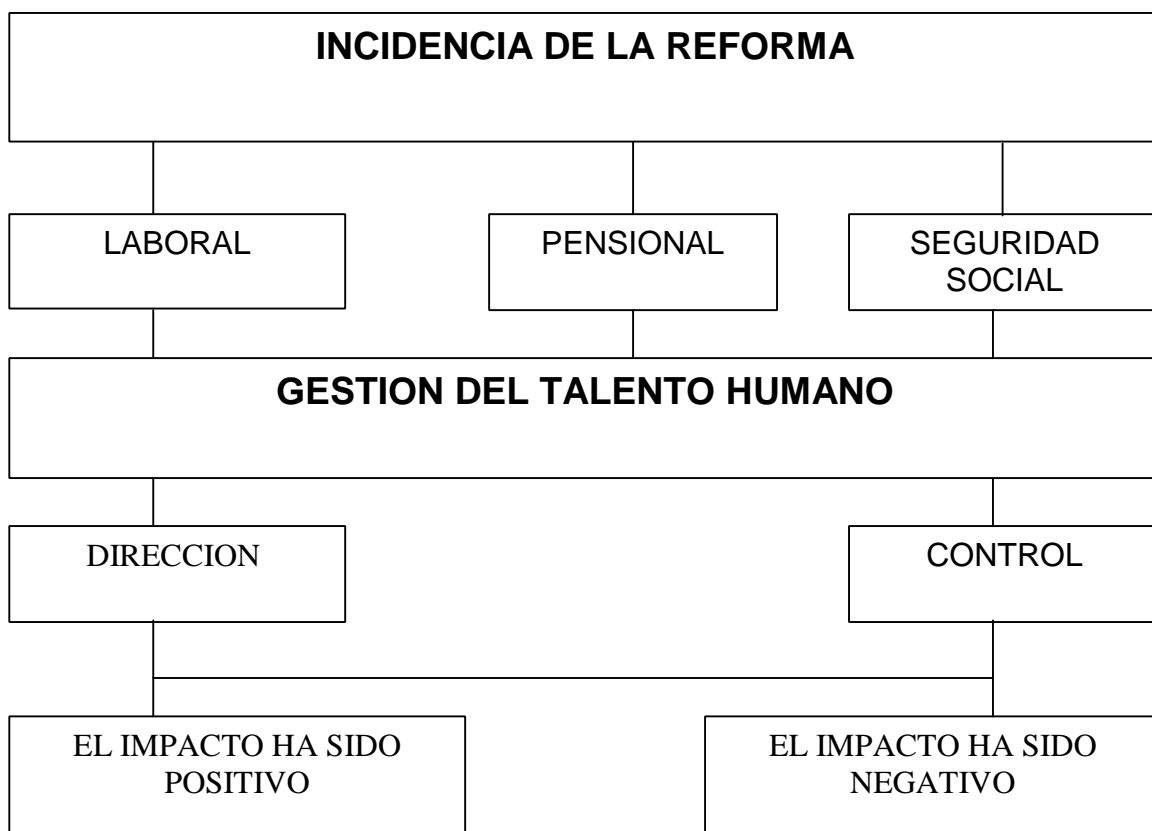 INCIDENCIA DE LA REFORMA
LABORAL
PENSIONAL
SEGURIDAD
SOCIAL
GESTION DEL TALENTO HUMANO
DIRECCION
CONTROL
EL IMPACTO HA SIDO
POSITIVO
EL IMPACTO HA SIDO
NEGATIVO